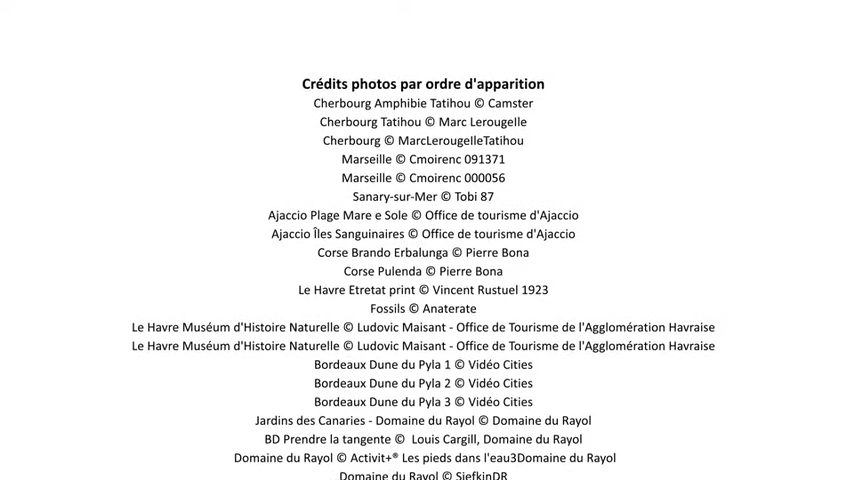 Crédits photos par ordre d'apparition
Cherbourg Amphibie Tatihou © Camster
Cherbourg Tatihou © Marc LerougeIle
Cherbourg © MarcLerougeIleTatihou
Marseille © Cmoirenc 091371
Marseille © Cmoirenc 000056
Sanary-sur-Mer © Tobi 87
Ajaccio Plage Mare e Sole © Office de tourisme d'Ajaccio
Ajaccio Îles Sanguinaires © Office de tourisme d'Ajaccio
Corse Brando Erbalunga © Pierre Bona
Corse Pulenda © Pierre Bona
Le Havre Etretat print © Vincent Rustuel 1923
Fossils © Anaterate
Le Havre Muséum d'Histoire Naturelle © Ludovic Maisant - Office de Tourisme de l'Agglomération Havraise
Le Havre Muséum d'Histoire Naturelle © Ludovic Maisant - Office de Tourisme de l'Agglomération Havraise
Bordeaux Dune du Pyla 1 © Vidéo Cities
Bordeaux Dune du Pyla 2 © Vidéo Cities
Bordeaux Dune du Pyla 3 © Vidéo Cities
Jardins des Canaries - Domaine du Rayol © Domaine du Rayol
BD Prendre la tangente © Louis Cargill, Domaine du Rayol
Domaine du Rayol © Activit+® Les pieds dans l'eau3Domaine du Rayol
Domaine du Rayol © SiefkinDR